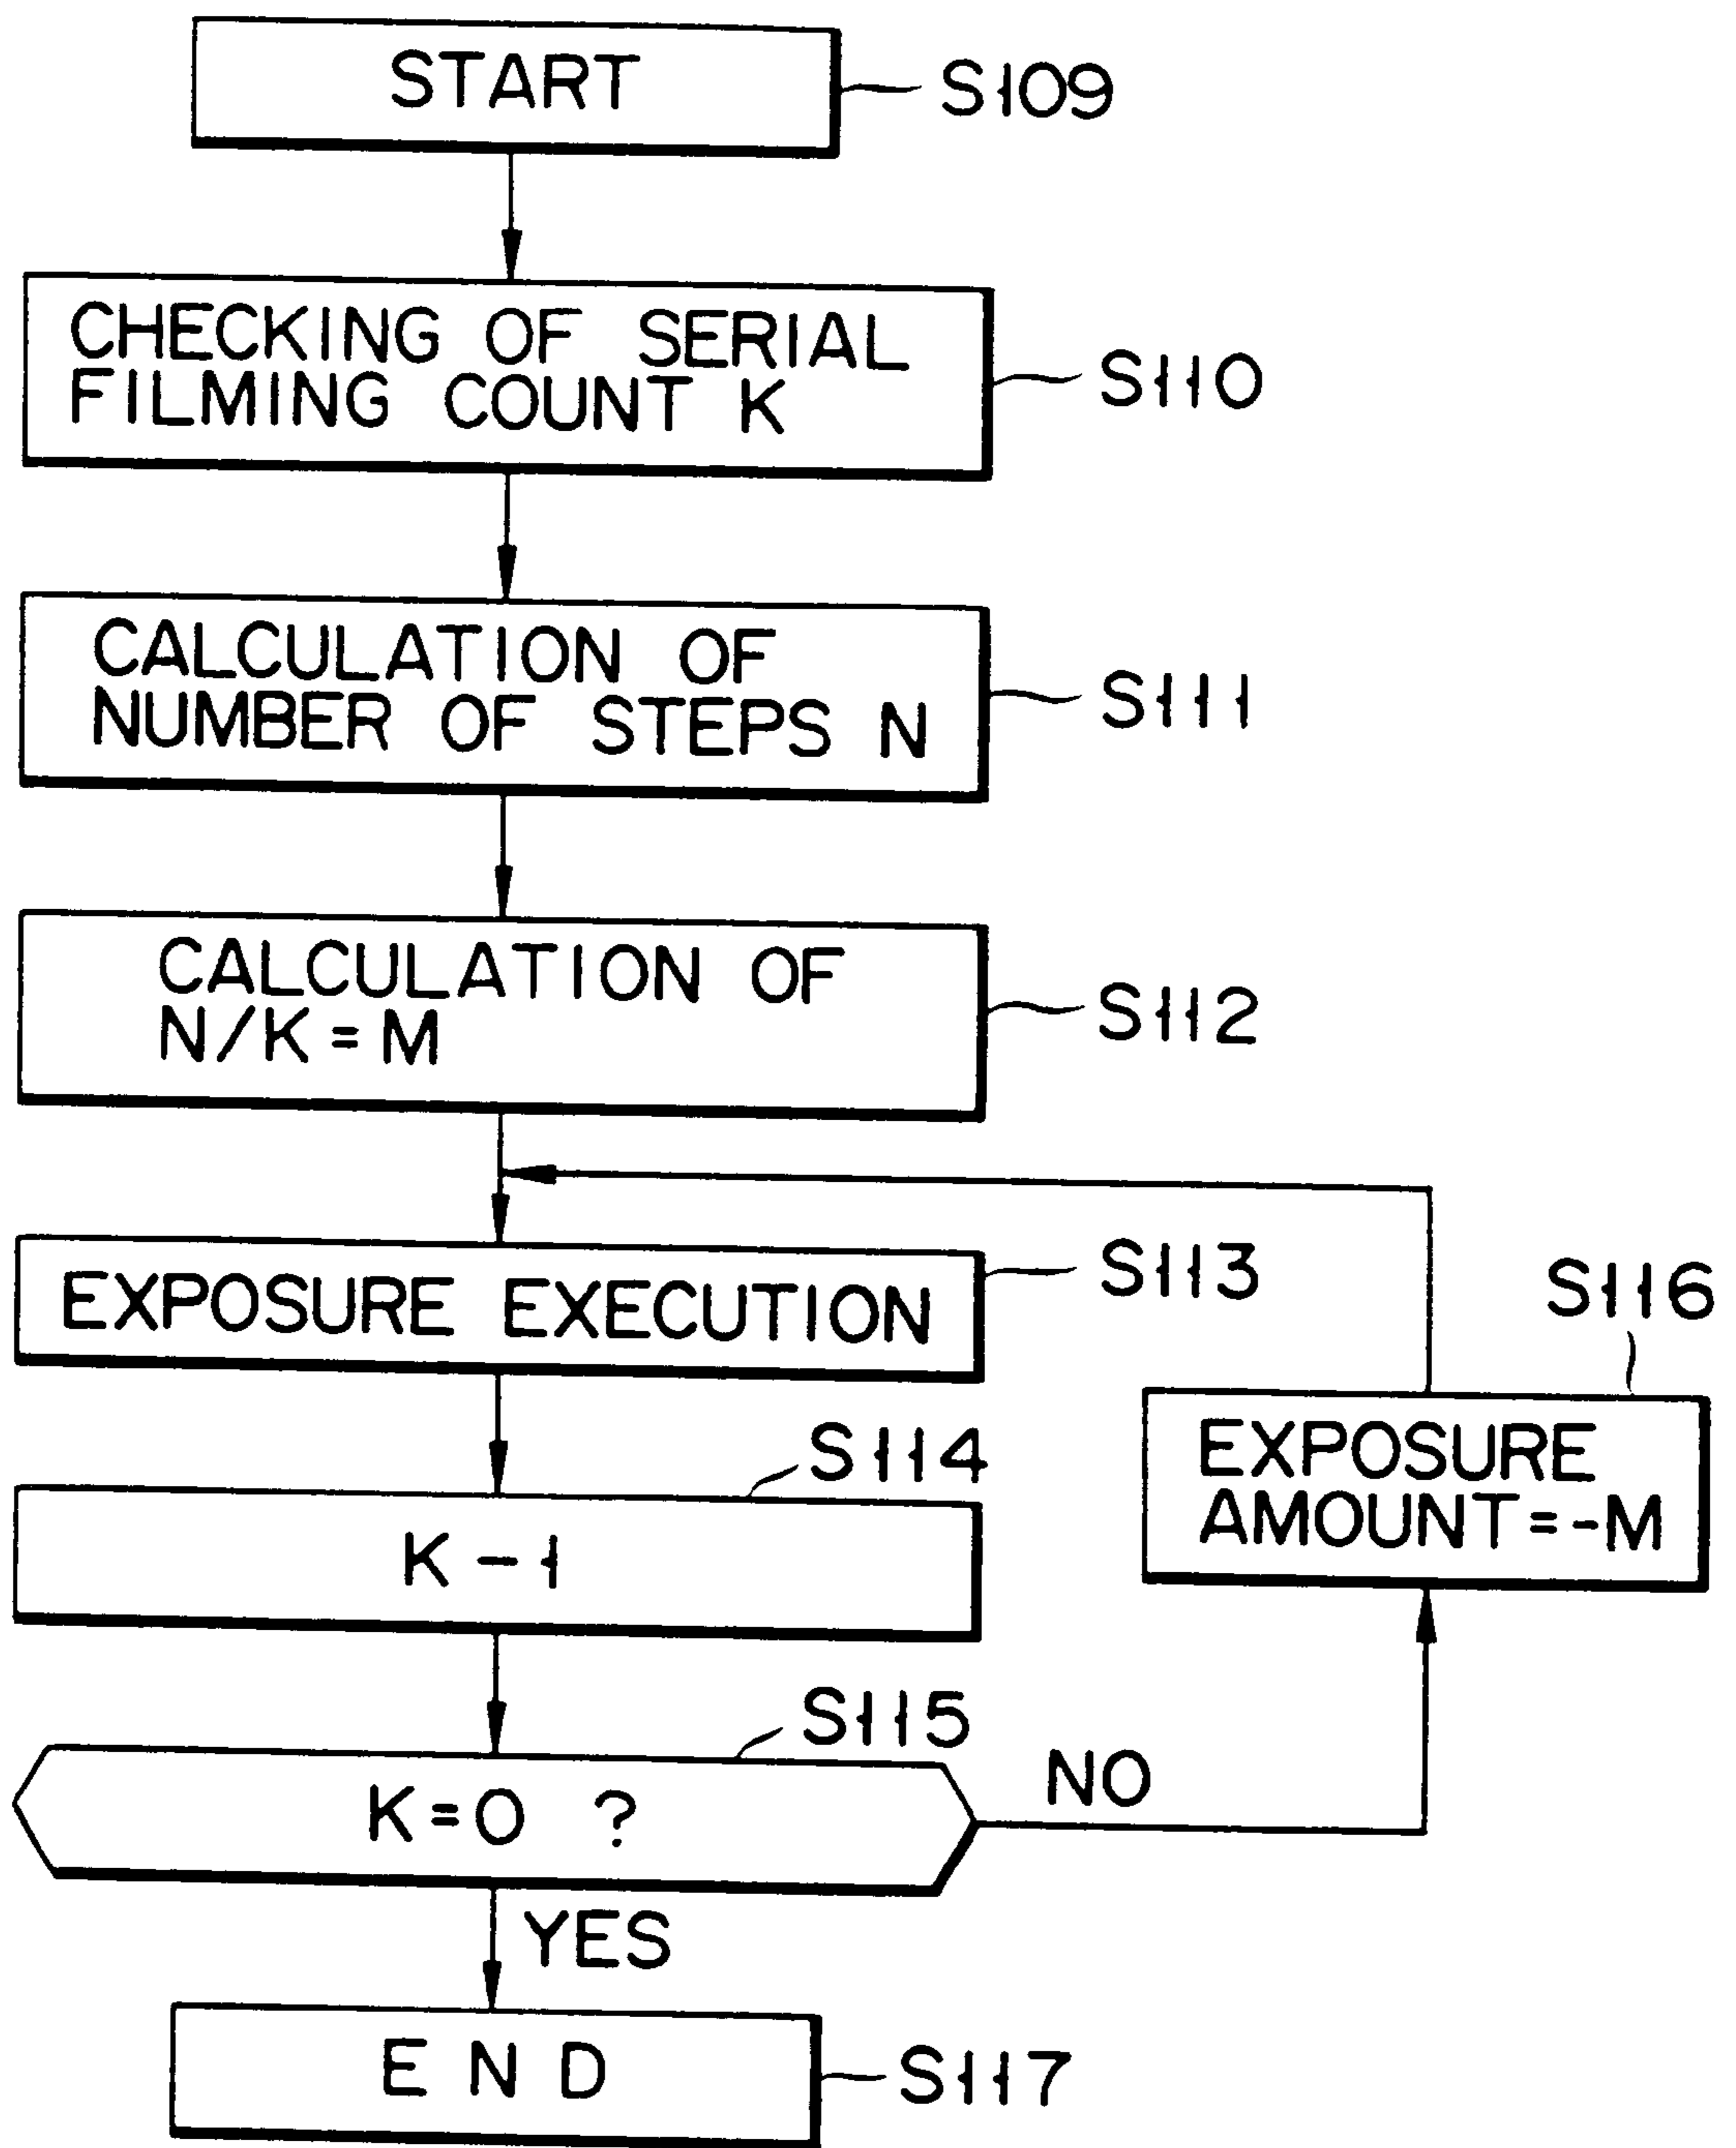 START
S109
CHECKING OF SERIAL
FILMING COUNT K
S110
CALCULATION OF
NUMBER OF STEPS N
S111
CALCULATION OF
N/K=M
S112
EXPOSURE EXECUTION
S113
S116
EXPOSURE
AMOUNT=-M
S114
K-1
S115
K=0 ?
NO
YES
END
S117